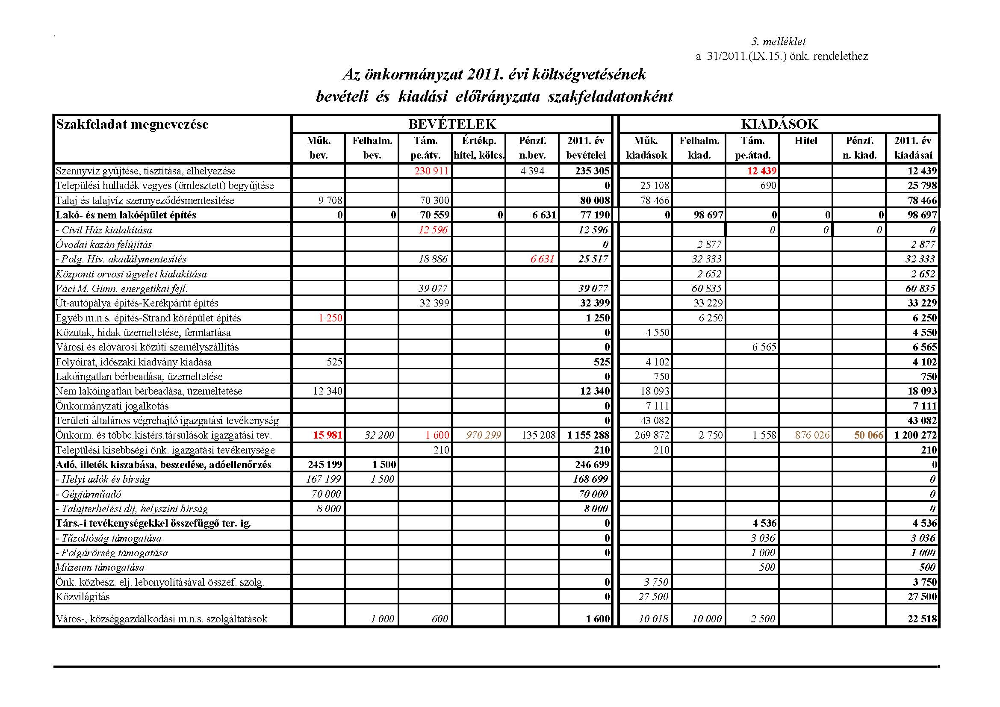 3. melléklet
a 31/2011.(IX.15.) önk. rendelethez
Az önkormányzat 2011. évi költségvetésének
bevételi és kiadási előirányzata szakfeladatonként
Szakfeladat megnevezése BEVÉTELEK KIADÁSOK
Műk. Felhalm. Tám. Értékp. Pénzf. 2011. év Műk. Felhalm. Tám. Hitel Pénzf. 2011. év
bev. bev. pe.átv. hitel, kölcs. n.bev. bevételei kiadások kiad. pe.átad. n. kiad. kiadásai
Szennyvíz gyűjtése, tisztítása, elhelyezése 230 911 4 394 235 305 12 439 12 439
Települési hulladék vegyes (ömlesztett) begyűjtése 0 25 108 690 25 798
Talaj és talajvíz szennyeződésmentesítése 9 708 70 300 80 008 78 466 78 466
Lakó- és nem lakóépület építés 0 0 70 559 0 6 631 77 190 0 98 697 0 0 0 98 697
- Civil Ház kialakítása 12 596 12 596 0 0 0 0
Óvodai kazán felújítás 0 2 877 2 877
- Polg. Hiv. akadálymentesítés 18 886 6 631 25 517 32 333 32 333
Központi orvosi ügyelet kialakítása 2 652 2 652
Váci M. Gimn. energetikai fejl. 39 077 39 077 60 835 60 835
Út-autópálya építés-Kerékpárút építés 32 399 32 399 33 229 33 229
Egyéb m.n.s. építés-Strand körépület építés 1 250 1 250 6 250 6 250
Közutak, hidak üzemeltetése, fenntartása 0 4 550 4 550
Városi és elővárosi közúti személyszállítás 0 6 565 6 565
Folyóirat, időszaki kiadvány kiadása 525 525 4 102 4 102
Lakóingatlan bérbeadása, üzemeltetése 0 750 750
Nem lakóingatlan bérbeadása, üzemeltetése 12 340 12 340 18 093 18 093
Önkormányzati jogalkotás 0 7 111 7 111
Területi általános végrehajtó igazgatási tevékenység 0 43 082 43 082
Önkorm. és többc.kistérs.társulások igazgatási tev. 15 981 32 200 1 600 970 299 135 208 1 155 288 269 872 2 750 1 558 876 026 50 066 1 200 272
Települési kisebbségi önk. igazgatási tevékenysége 210 210 210 210
Adó, illeték kiszabása, beszedése, adóellenőrzés 245 199 1 500 246 699 0
- Helyi adók és bírság 167 199 1 500 168 699 0
- Gépjárműadó 70 000 70 000 0
- Talajterhelési díj, helyszíni bírság 8 000 8 000 0
Társ.-i tevékenységekkel összefüggő ter. ig. 0 4 536 4 536
- Tűzoltóság támogatása 0 3 036 3 036
- Polgárőrség támogatása 0 1 000 1 000
Múzeum támogatása 500 500
Önk. közbesz. elj. lebonyolításával összef. szolg. 0 3 750 3 750
Közvilágítás 0 27 500 27 500
Város-, községgazdálkodási m.n.s. szolgáltatások 1 000 600 1 600 10 018 10 000 2 500 22 518